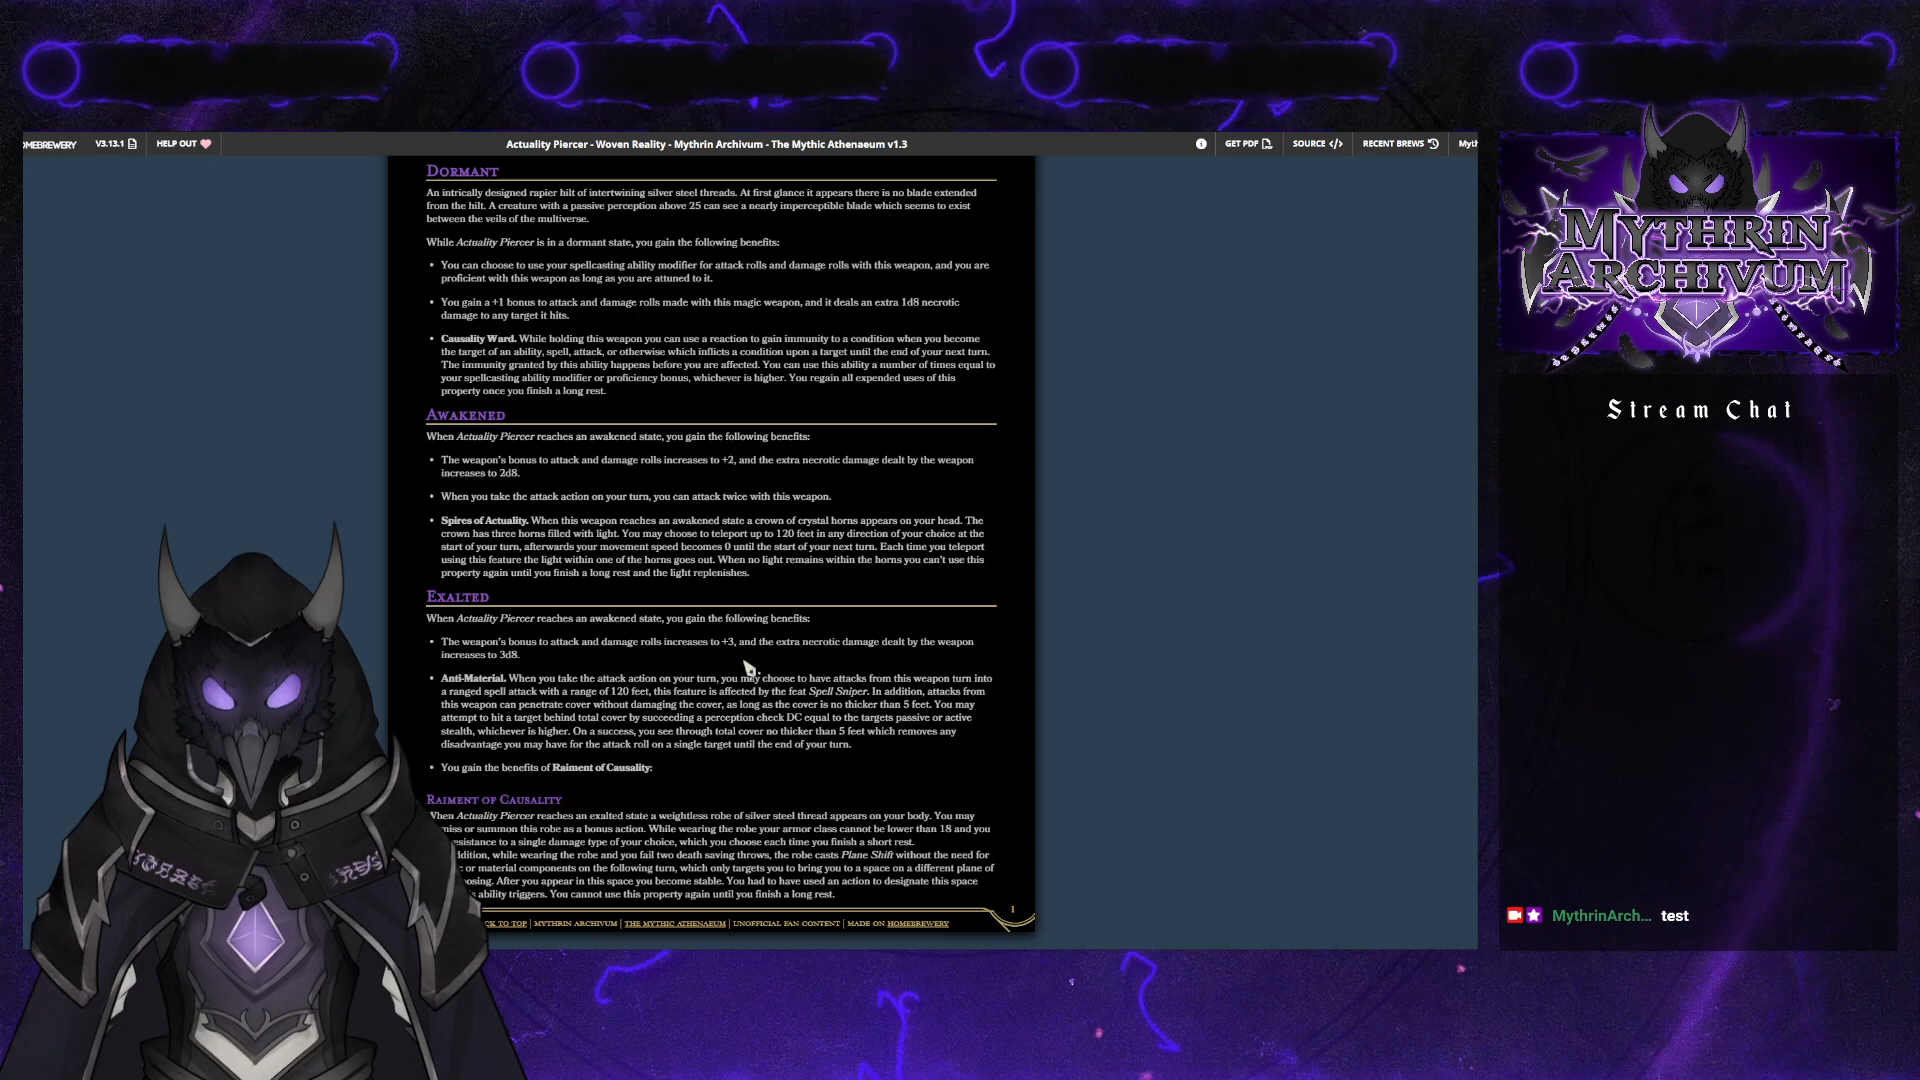 OMEBREWERY V3.13.1 HELP OUT Actuality Piercer - Woven Reality - Mythrin Archivum - The Mythic Athenaeum v1.3 GET PDF SOURCE </> RECENT BREWS Myth
DORMANT
An intrically designed rapier hilt of intertwining silver steel threads. At first glance it appears there is no blade extended
from the hilt. A creature with a passive perception above 25 can see a nearly imperceptible blade which seems to exist
between the veils of the multiverse.
While Actuality Piercer is in a dormant state, you gain the following benefits:
• You can choose to use your spellcasting ability modifier for attack rolls and damage rolls with this weapon, and you are
proficient with this weapon as long as you are attuned to it.
• You gain a +1 bonus to attack and damage rolls made with this magic weapon, and it deals an extra 1d8 necrotic
damage to any target it hits.
• Causality Ward. While holding this weapon you can use a reaction to gain immunity to a condition when you become
the target of an ability, spell, attack, or otherwise which inflicts a condition upon a target until the end of your next turn.
The immunity granted by this ability happens before you are affected. You can use this ability a number of times equal to
your spellcasting ability modifier or proficiency bonus, whichever is higher. You regain all expended uses of this
property once you finish a long rest.
AWAKENED
When Actuality Piercer reaches an awakened state, you gain the following benefits:
• The weapon's bonus to attack and damage rolls increases to +2, and the extra necrotic damage dealt by the weapon
increases to 2d8.
• When you take the attack action on your turn, you can attack twice with this weapon.
• Spires of Actuality. When this weapon reaches an awakened state a crown of crystal horns appears on your head. The
crown has three horns filled with light. You may choose to teleport up to 120 feet in any direction of your choice at the
start of your turn, afterwards your movement speed becomes 0 until the start of your next turn. Each time you teleport
using this feature the light within one of the horns goes out. When no light remains within the horns you can't use this
property again until you finish a long rest and the light replenishes.
EXALTED
When Actuality Piercer reaches an awakened state, you gain the following benefits:
• The weapon's bonus to attack and damage rolls increases to +3, and the extra necrotic damage dealt by the weapon
increases to 3d8.
• Anti-Material. When you take the attack action on your turn, you may choose to have attacks from this weapon turn into
a ranged spell attack with a range of 120 feet, this feature is affected by the feat Spell Sniper. In addition, attacks from
this weapon can penetrate cover without damaging the cover, as long as the cover is no thicker than 5 feet. You may
attempt to hit a target behind total cover by succeeding a perception check DC equal to the targets passive or active
stealth, whichever is higher. On a success, you see through total cover no thicker than 5 feet which removes any
disadvantage you may have for the attack roll on a single target until the end of your turn.
• You gain the benefits of Raiment of Causality:
RAIMENT OF CAUSALITY
When Actuality Piercer reaches an exalted state a weightless robe of silver steel thread appears on your body. You may
miss or summon this robe as a bonus action. While wearing the robe your armor class cannot be lower than 18 and you
esistance to a single damage type of your choice, which you choose each time you finish a short rest.
ddition, while wearing the robe and you fail two death saving throws, the robe casts Plane Shift without the need for
c or material components on the following turn, which only targets you to bring you to a space on a different plane of
osing. After you appear in this space you become stable. You had to have used an action to designate this space
s ability triggers. You cannot use this property again until you finish a long rest.
1
CK TO TOP | MYTHRIN ARCHIVUM | THE MYTHIC ATHENAEUM | UNOFFICIAL FAN CONTENT | MADE ON HOMEBREWERY
MYTHRIN
ARCHIVUM
Stream Chat
MythrinArch... test